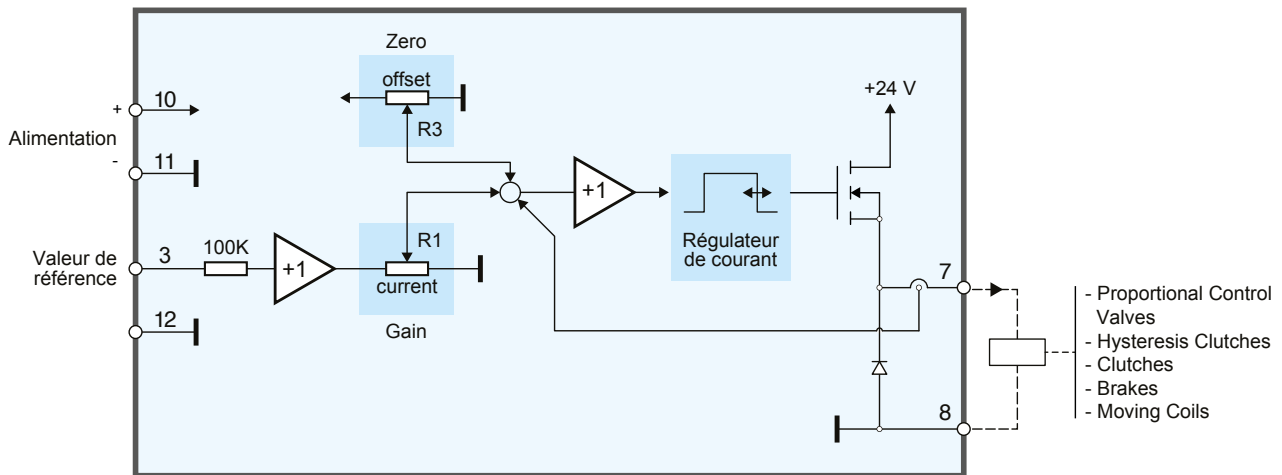 Zero
offset
R3
+ 10
Alimentation
- 11
+24 V
+1
R1
Régulateur
de courant
Valeur de
référence
3
100K
+1
current
Gain
12
7
8
- Proportional Control
Valves
- Hysteresis Clutches
- Clutches
- Brakes
- Moving Coils